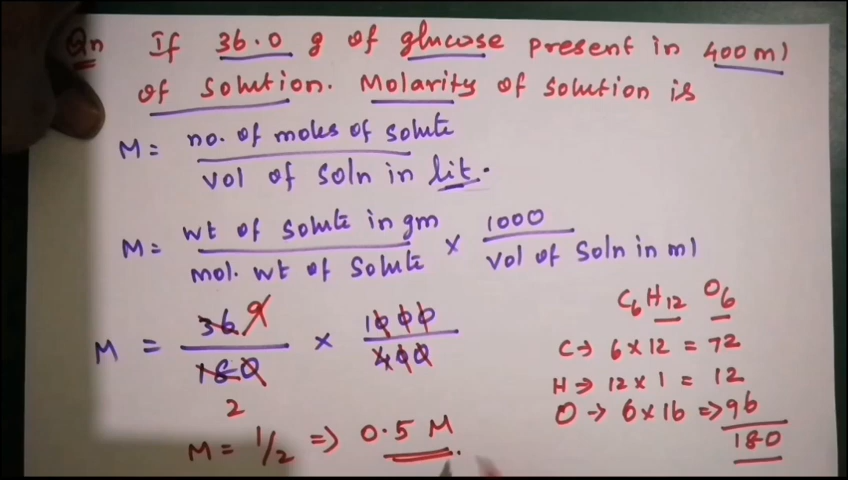 Qn If 36.0 g of glucose present in 400ml
of solution. Molarity of solution is
M = no. of moles of solute
vol of soln in lit.
M = wt of solute in gm × 1000
mol. wt of solute vol of soln in ml
C6H12O6
C → 6×12 = 72
H → 12×1 = 12
O → 6×16 ⇒ 96
180
M = 36 9 × 1000
180 400
2
M = 1/2 ⇒ 0.5 M.